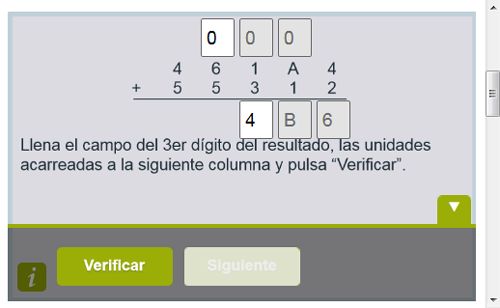 0 0 0
4 6 1 A 4
+ 5 5 3 1 2
4 B 6
Llena el campo del 3er dígito del resultado, las unidades
acarreadas a la siguiente columna y pulsa “Verificar”.
i Verificar Siguiente